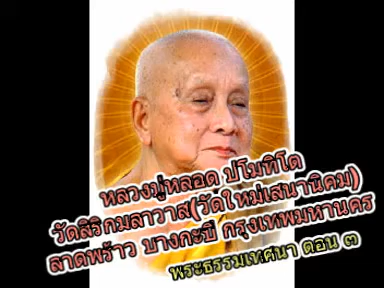 หลวงปู่หลอด ปโมทิโต
วัดสิริกมลาวาส(วัดใหม่เสนานิคม)
ลาดพร้าว บางกะปิ กรุงเทพมหานคร
พระธรรมเทศนา ตอน ๓